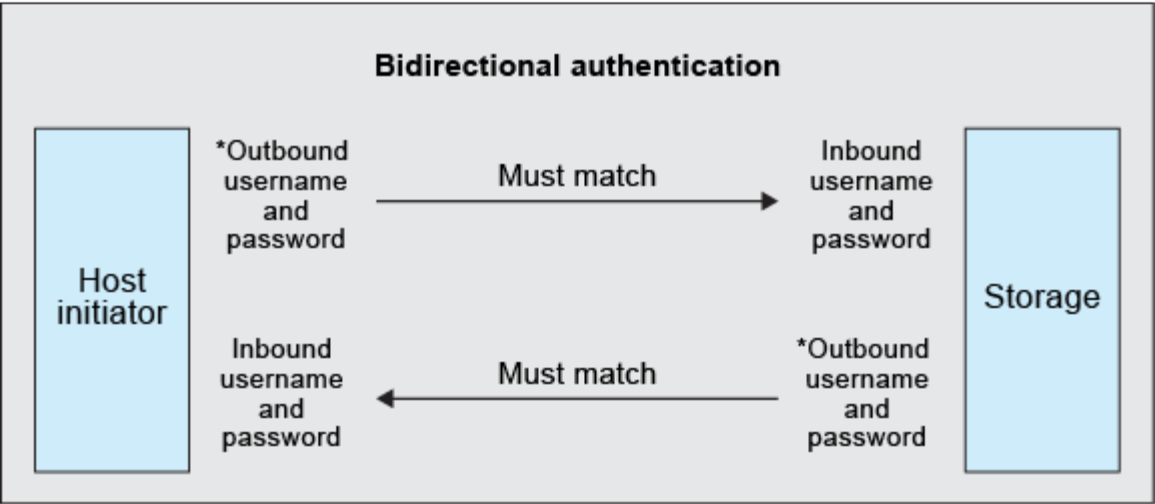 Bidirectional authentication
*Outbound
username
and
password
Must match
Inbound
username
and
password
Host
initiator
Storage
Inbound
username
and
password
Must match
*Outbound
username
and
password